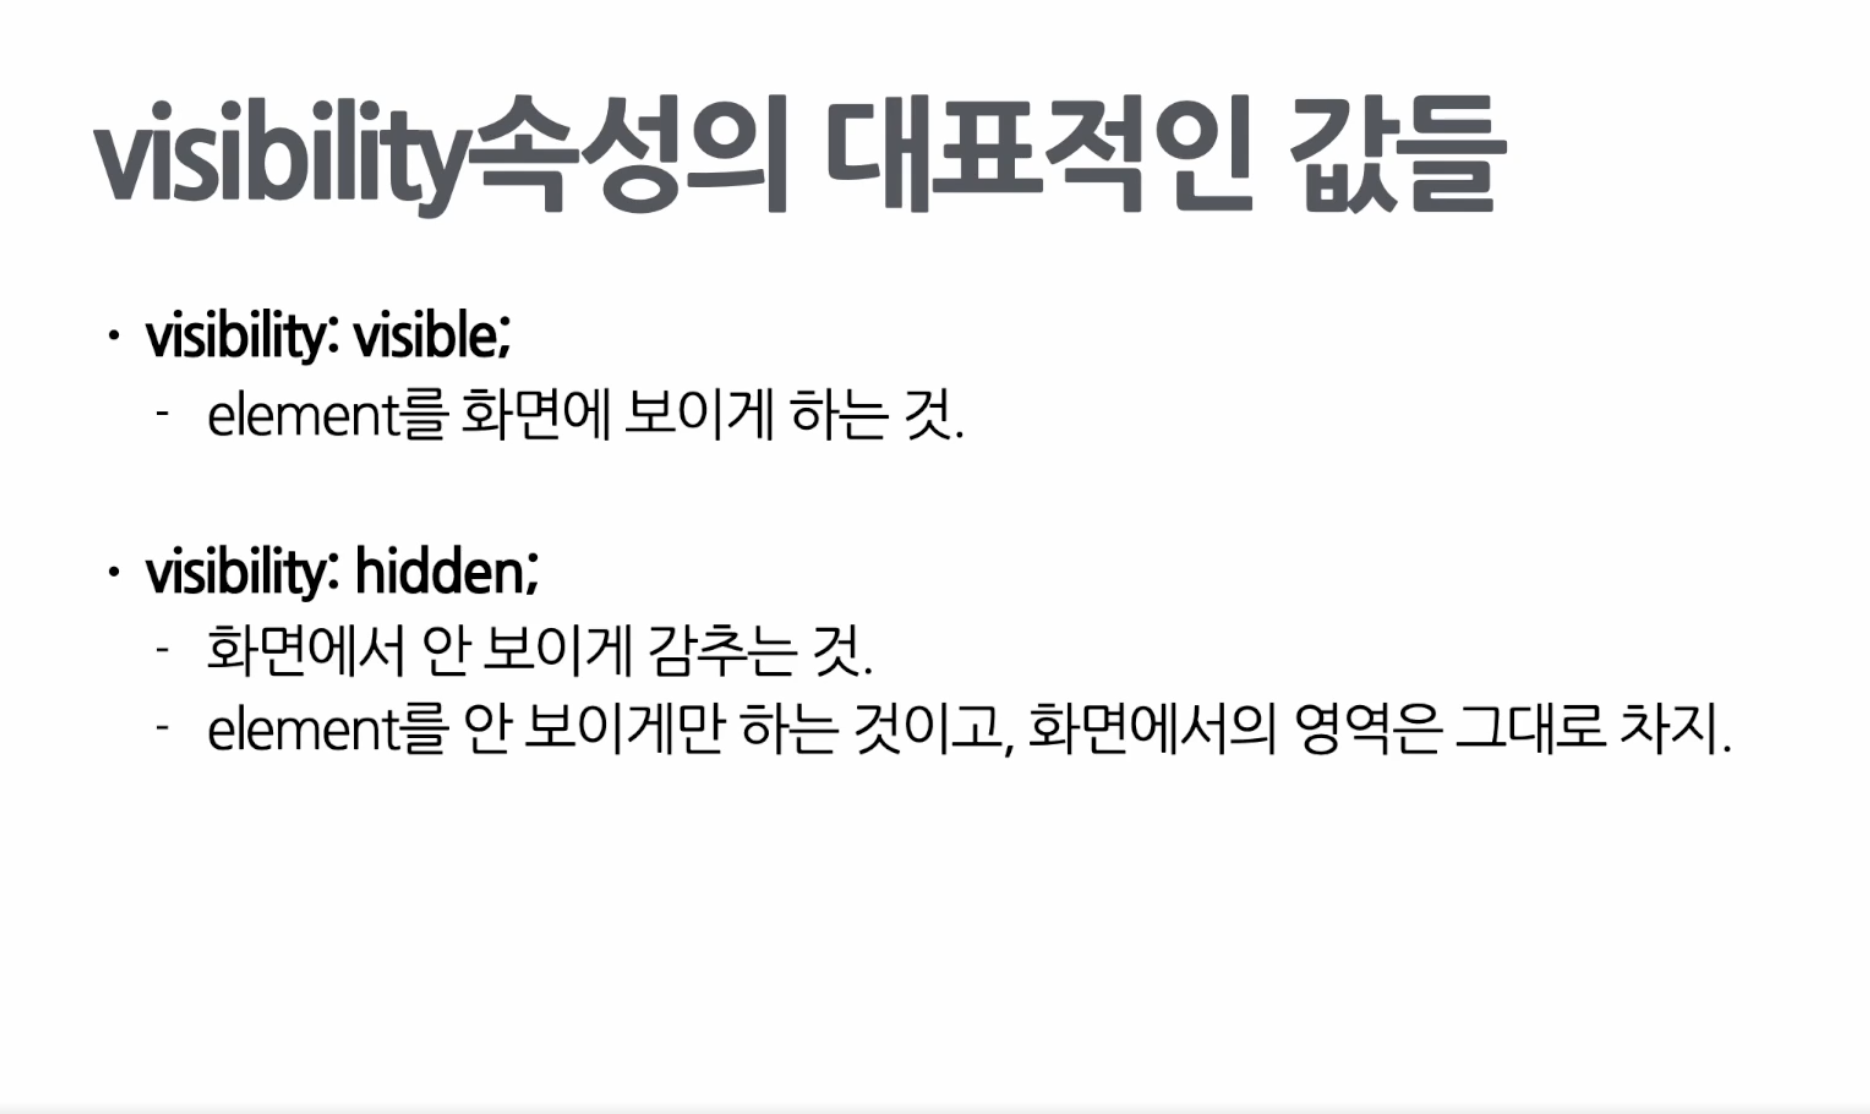 visibility속성의 대표적인 값들
• visibility: visible;
- element를 화면에 보이게 하는 것.
• visibility: hidden;
- 화면에서 안 보이게 감추는 것.
- element를 안 보이게만 하는 것이고, 화면에서의 영역은 그대로 차지.